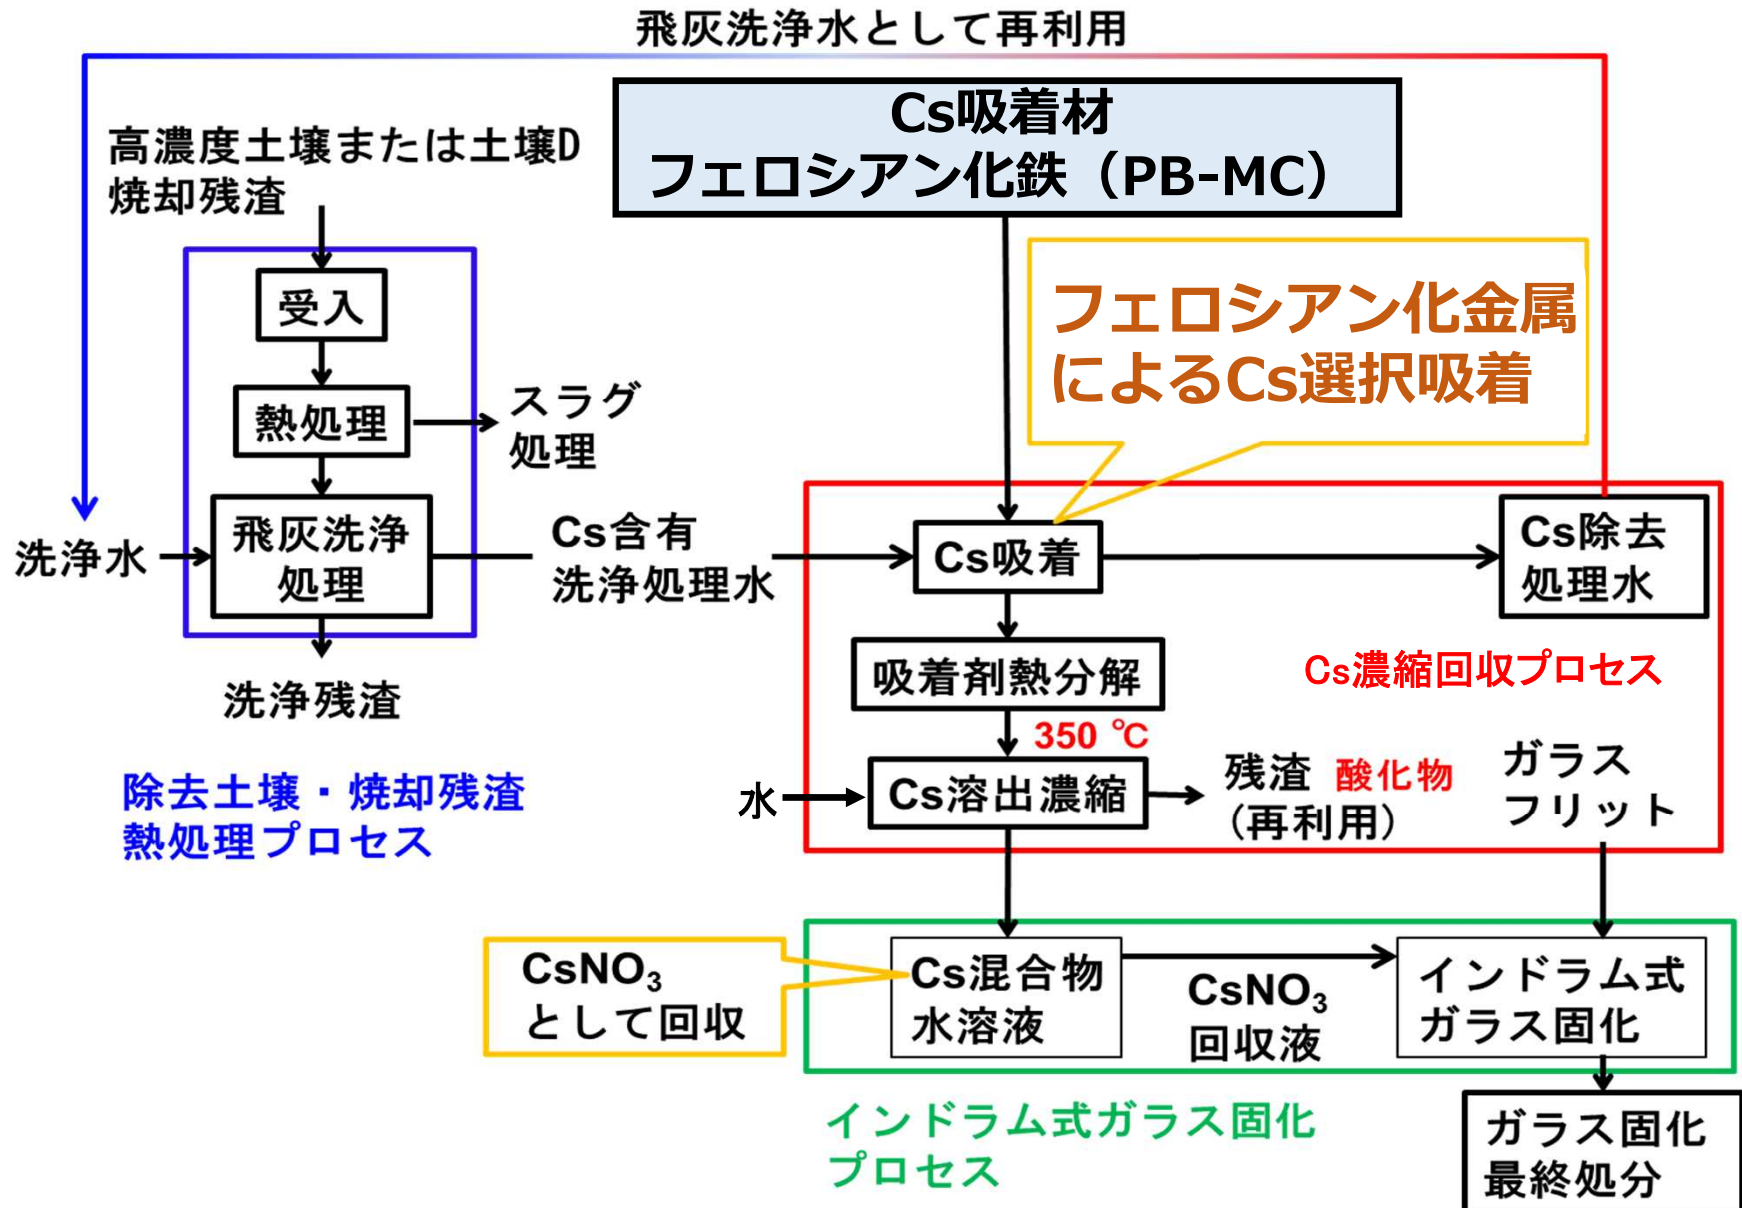 飛灰洗浄水として再利用
Cs吸着材
フェロシアン化鉄（PB-MC）
高濃度土壌または土壌D
焼却残渣
受入
熱処理
スラグ
処理
飛灰洗浄
処理
洗浄水
洗浄残渣
除去土壌・焼却残渣
熱処理プロセス
Cs含有
洗浄処理水
フェロシアン化金属
によるCs選択吸着
Cs吸着
Cs除去
処理水
吸着剤熱分解
Cs濃縮回収プロセス
350 ℃
水
Cs溶出濃縮
残渣 酸化物
（再利用）
ガラス
フリット
CsNO₃
として回収
Cs混合物
水溶液
CsNO₃
回収液
インドラム式
ガラス固化
インドラム式ガラス固化
プロセス
ガラス固化
最終処分